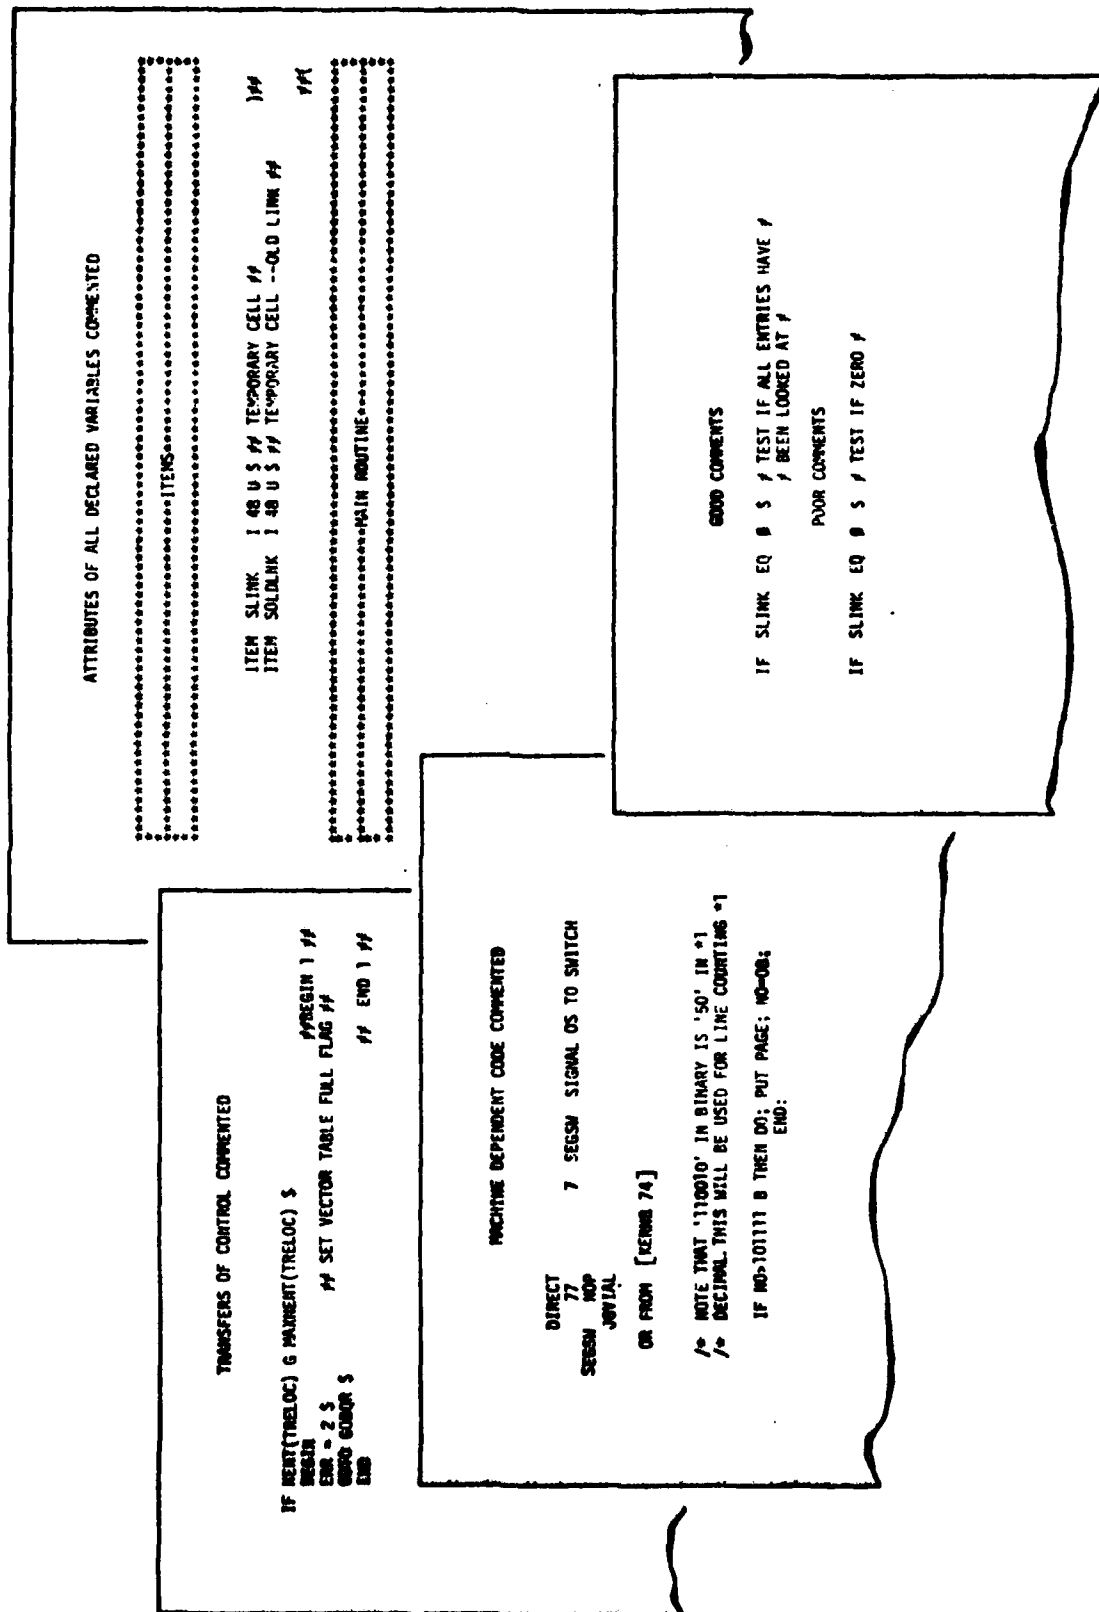 ATTRIBUTES OF ALL DECLARED VARIABLES COMMENTED
ITEMS
)##
ITEM SLINK I 48 U $ ## TEMPORARY CELL ##
ITEM SOLDLNK I 48 U $ ## TEMPORARY CELL --OLD LINK ##
##(
MAIN ROUTINE
TRANSFERS OF CONTROL COMMENTED
IF NENT(TRELOC) G MAXNENT(TRELOC) $
BEGIN ##BEGIN 1 ##
ERR = 2 $ ## SET VECTOR TABLE FULL FLAG ##
GOTO GOBQR $
END ## END 1 ##
MACHINE DEPENDENT CODE COMMENTED
DIRECT
77 7 SEGSW SIGNAL OS TO SWITCH
SEGSW NOP
JOVIAL
OR FROM [KERNB 74]
/* NOTE THAT '110010' IN BINARY IS '50' IN *1
/* DECIMAL. THIS WILL BE USED FOR LINE COUNTING *1
IF NO>101111 B THEN DO; PUT PAGE; NO=0B;
END;
GOOD COMMENTS
IF SLINK EQ 0 $ # TEST IF ALL ENTRIES HAVE #
# BEEN LOOKED AT #
POOR COMMENTS
IF SLINK EQ 0 $ # TEST IF ZERO #